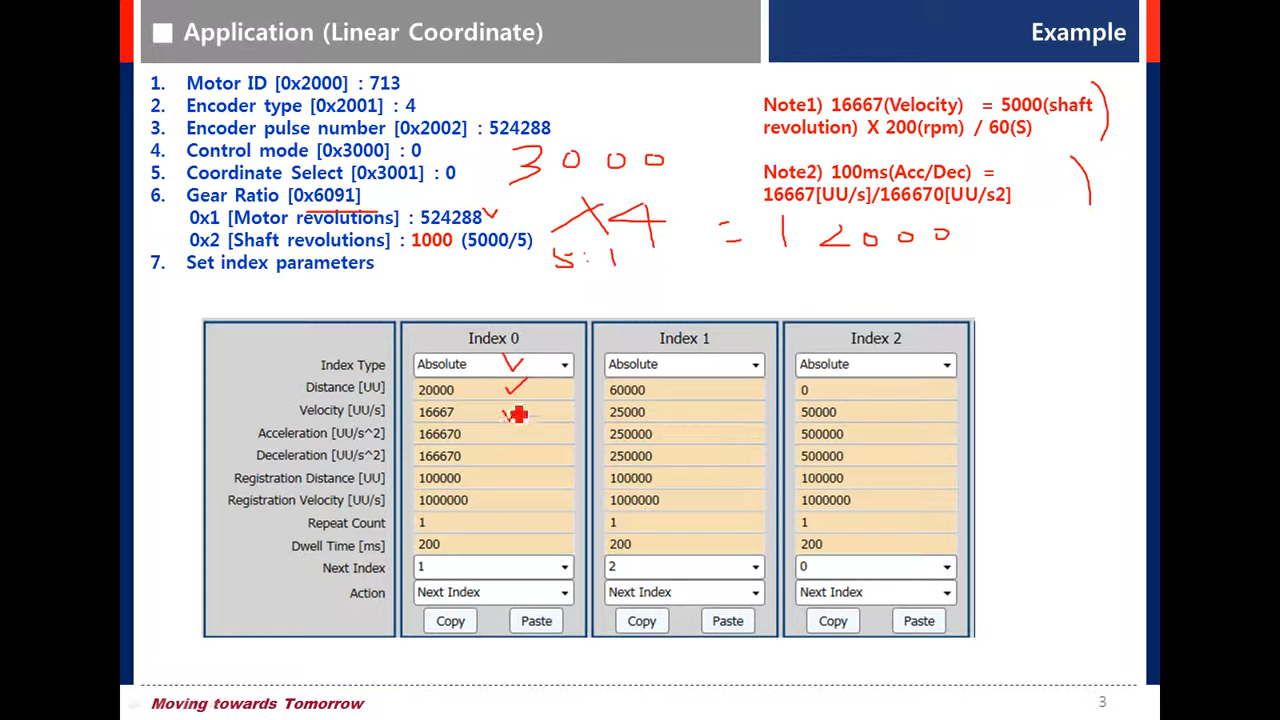 Application (Linear Coordinate)
Example
1. Motor ID [0x2000] : 713
2. Encoder type [0x2001] : 4
3. Encoder pulse number [0x2002] : 524288
4. Control mode [0x3000] : 0
5. Coordinate Select [0x3001] : 0
6. Gear Ratio [0x6091]
0x1 [Motor revolutions] : 524288
0x2 [Shaft revolutions] : 1000 (5000/5)
7. Set index parameters
3000
X4
= 12000
5:1
Note1) 16667(Velocity) = 5000(shaft
revolution) X 200(rpm) / 60(S)
Note2) 100ms(Acc/Dec) =
16667[UU/s]/166670[UU/s2]
Index 0 Index 1 Index 2
Index Type Absolute Absolute Absolute
Distance [UU] 20000 60000 0
Velocity [UU/s] 16667 25000 50000
Acceleration [UU/s^2] 166670 250000 500000
Deceleration [UU/s^2] 166670 250000 500000
Registration Distance [UU] 100000 100000 100000
Registration Velocity [UU/s] 1000000 1000000 1000000
Repeat Count 1 1 1
Dwell Time [ms] 200 200 200
Next Index 1 2 0
Action Next Index Next Index Next Index
Copy Paste Copy Paste Copy Paste
Moving towards Tomorrow
3